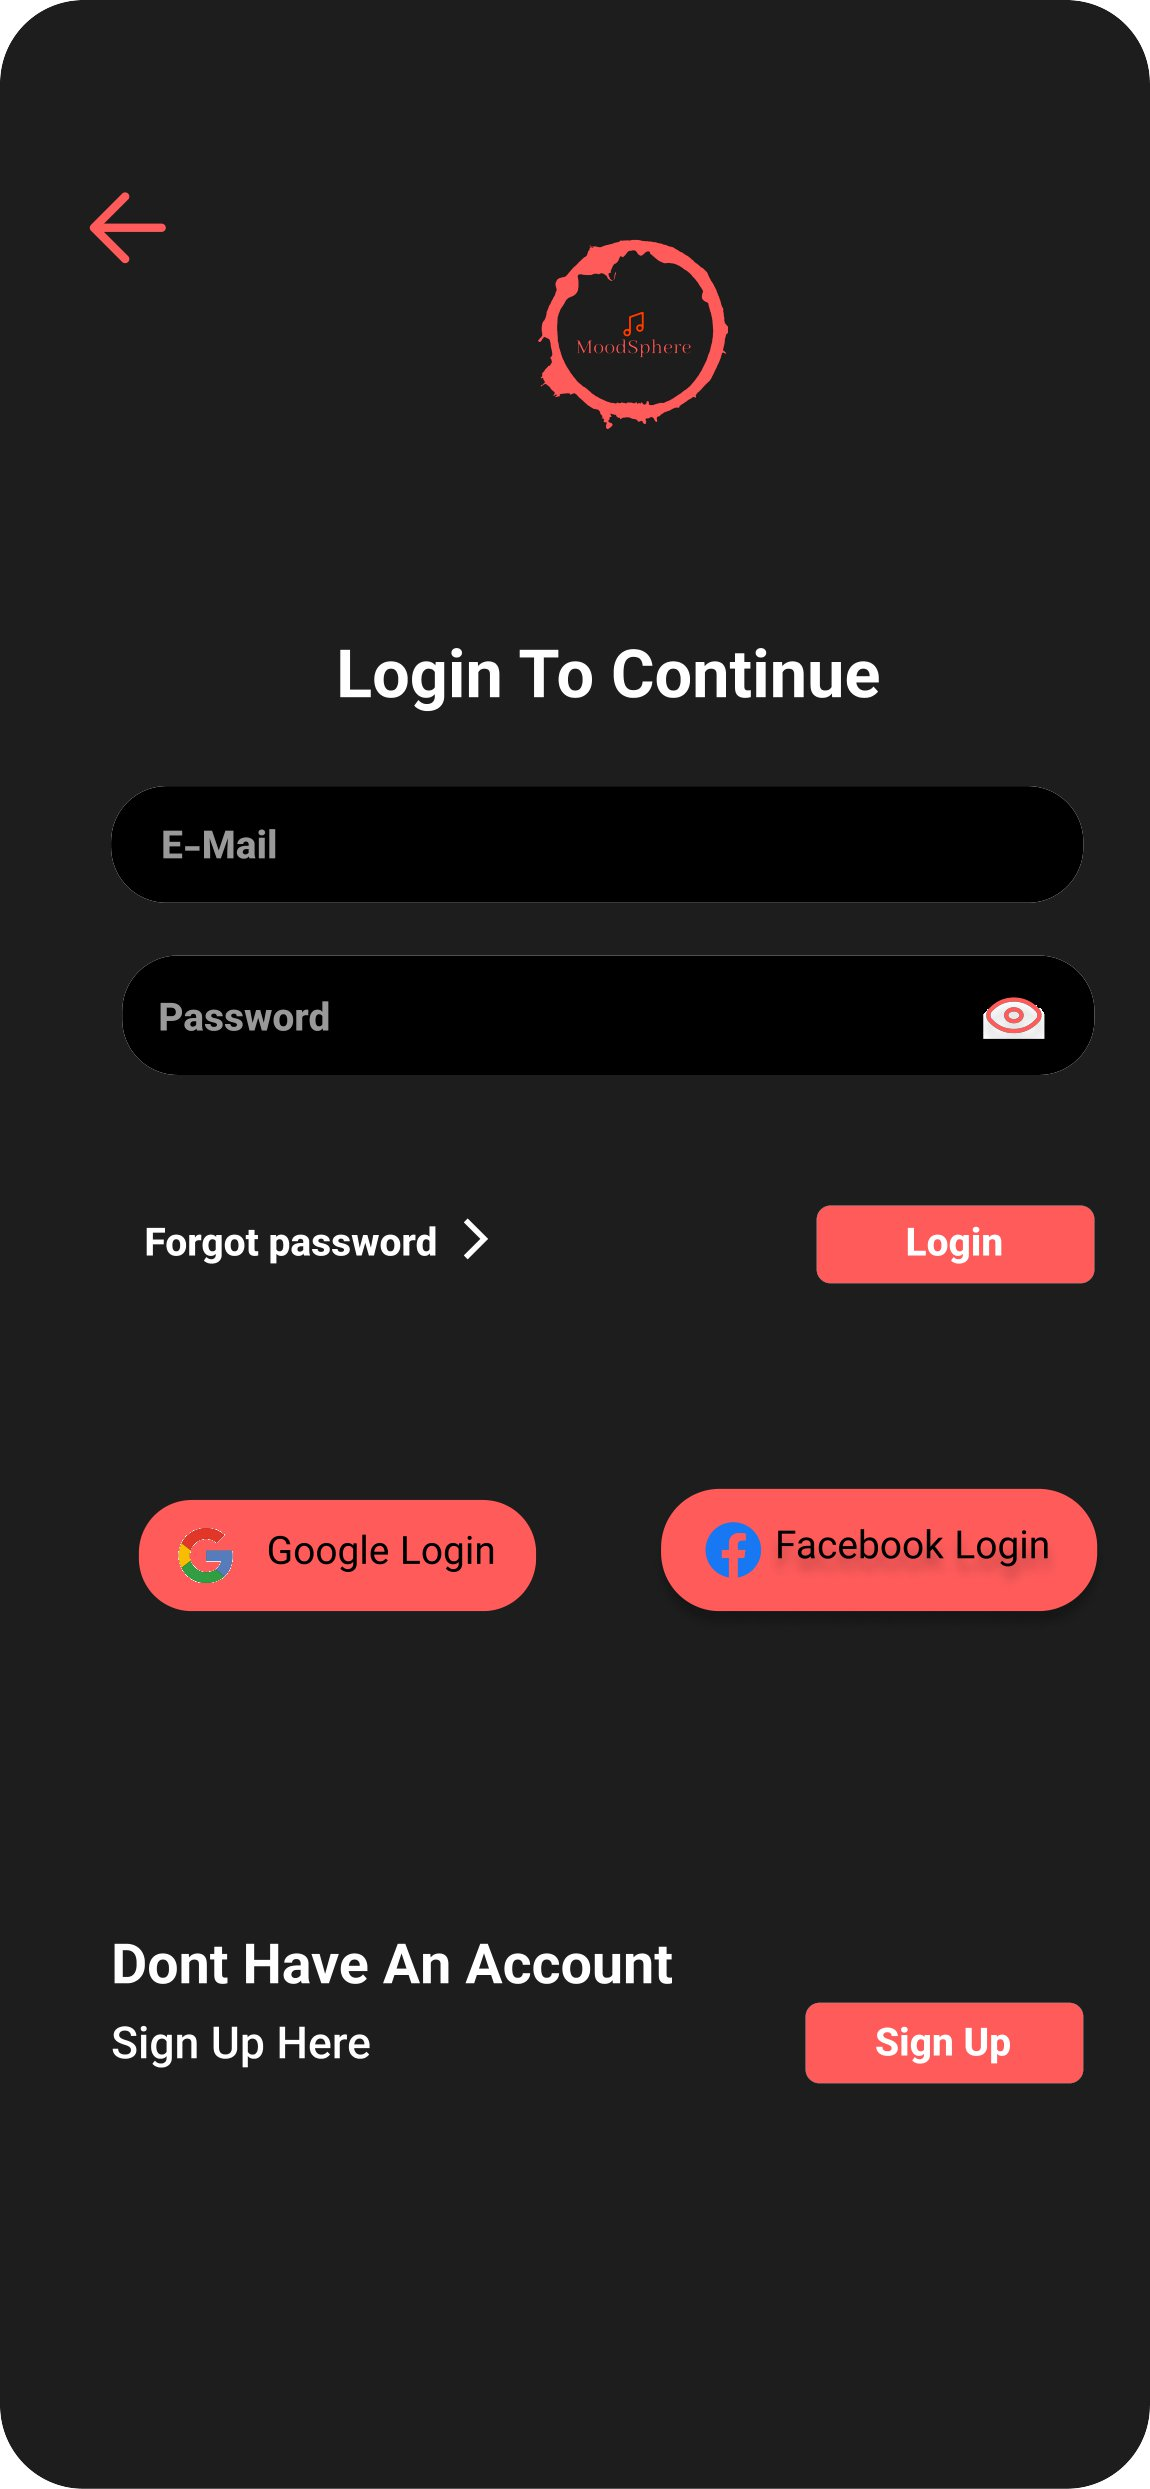 MoodSphere
Login To Continue
E-Mail
Password
Forgot password
Login
Google Login
Facebook Login
Dont Have An Account
Sign Up Here
Sign Up